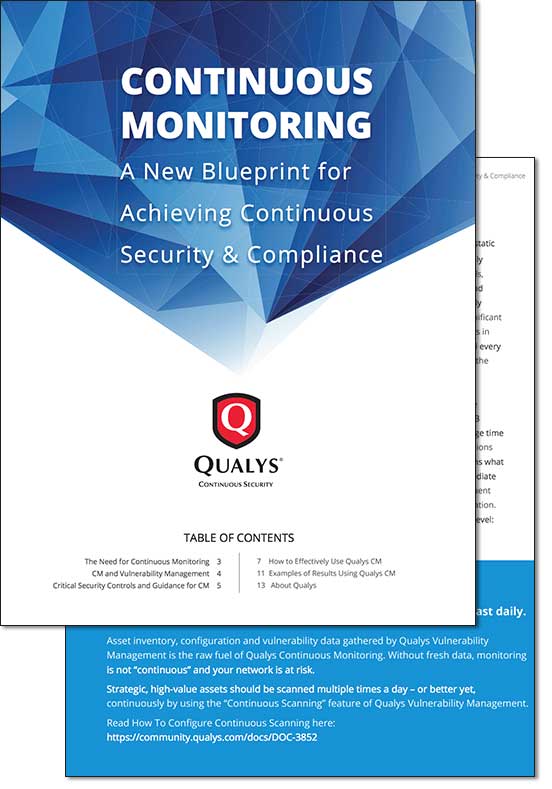 CONTINUOUS
MONITORING
A New Blueprint for
Achieving Continuous
Security & Compliance
Q
QUALYS®
CONTINUOUS SECURITY
TABLE OF CONTENTS
The Need for Continuous Monitoring 3
CM and Vulnerability Management 4
Critical Security Controls and Guidance for CM 5
7 How to Effectively Use Qualys CM
11 Examples of Results Using Qualys CM
13 About Qualys
& Compliance
static
every
the
ge time
ns what
level:
ast daily.
Asset inventory, configuration and vulnerability data gathered by Qualys Vulnerability
Management is the raw fuel of Qualys Continuous Monitoring. Without fresh data, monitoring
is not “continuous” and your network is at risk.
Strategic, high-value assets should be scanned multiple times a day – or better yet,
continuously by using the “Continuous Scanning” feature of Qualys Vulnerability Management.
Read How To Configure Continuous Scanning here:
https://community.qualys.com/docs/DOC-3852